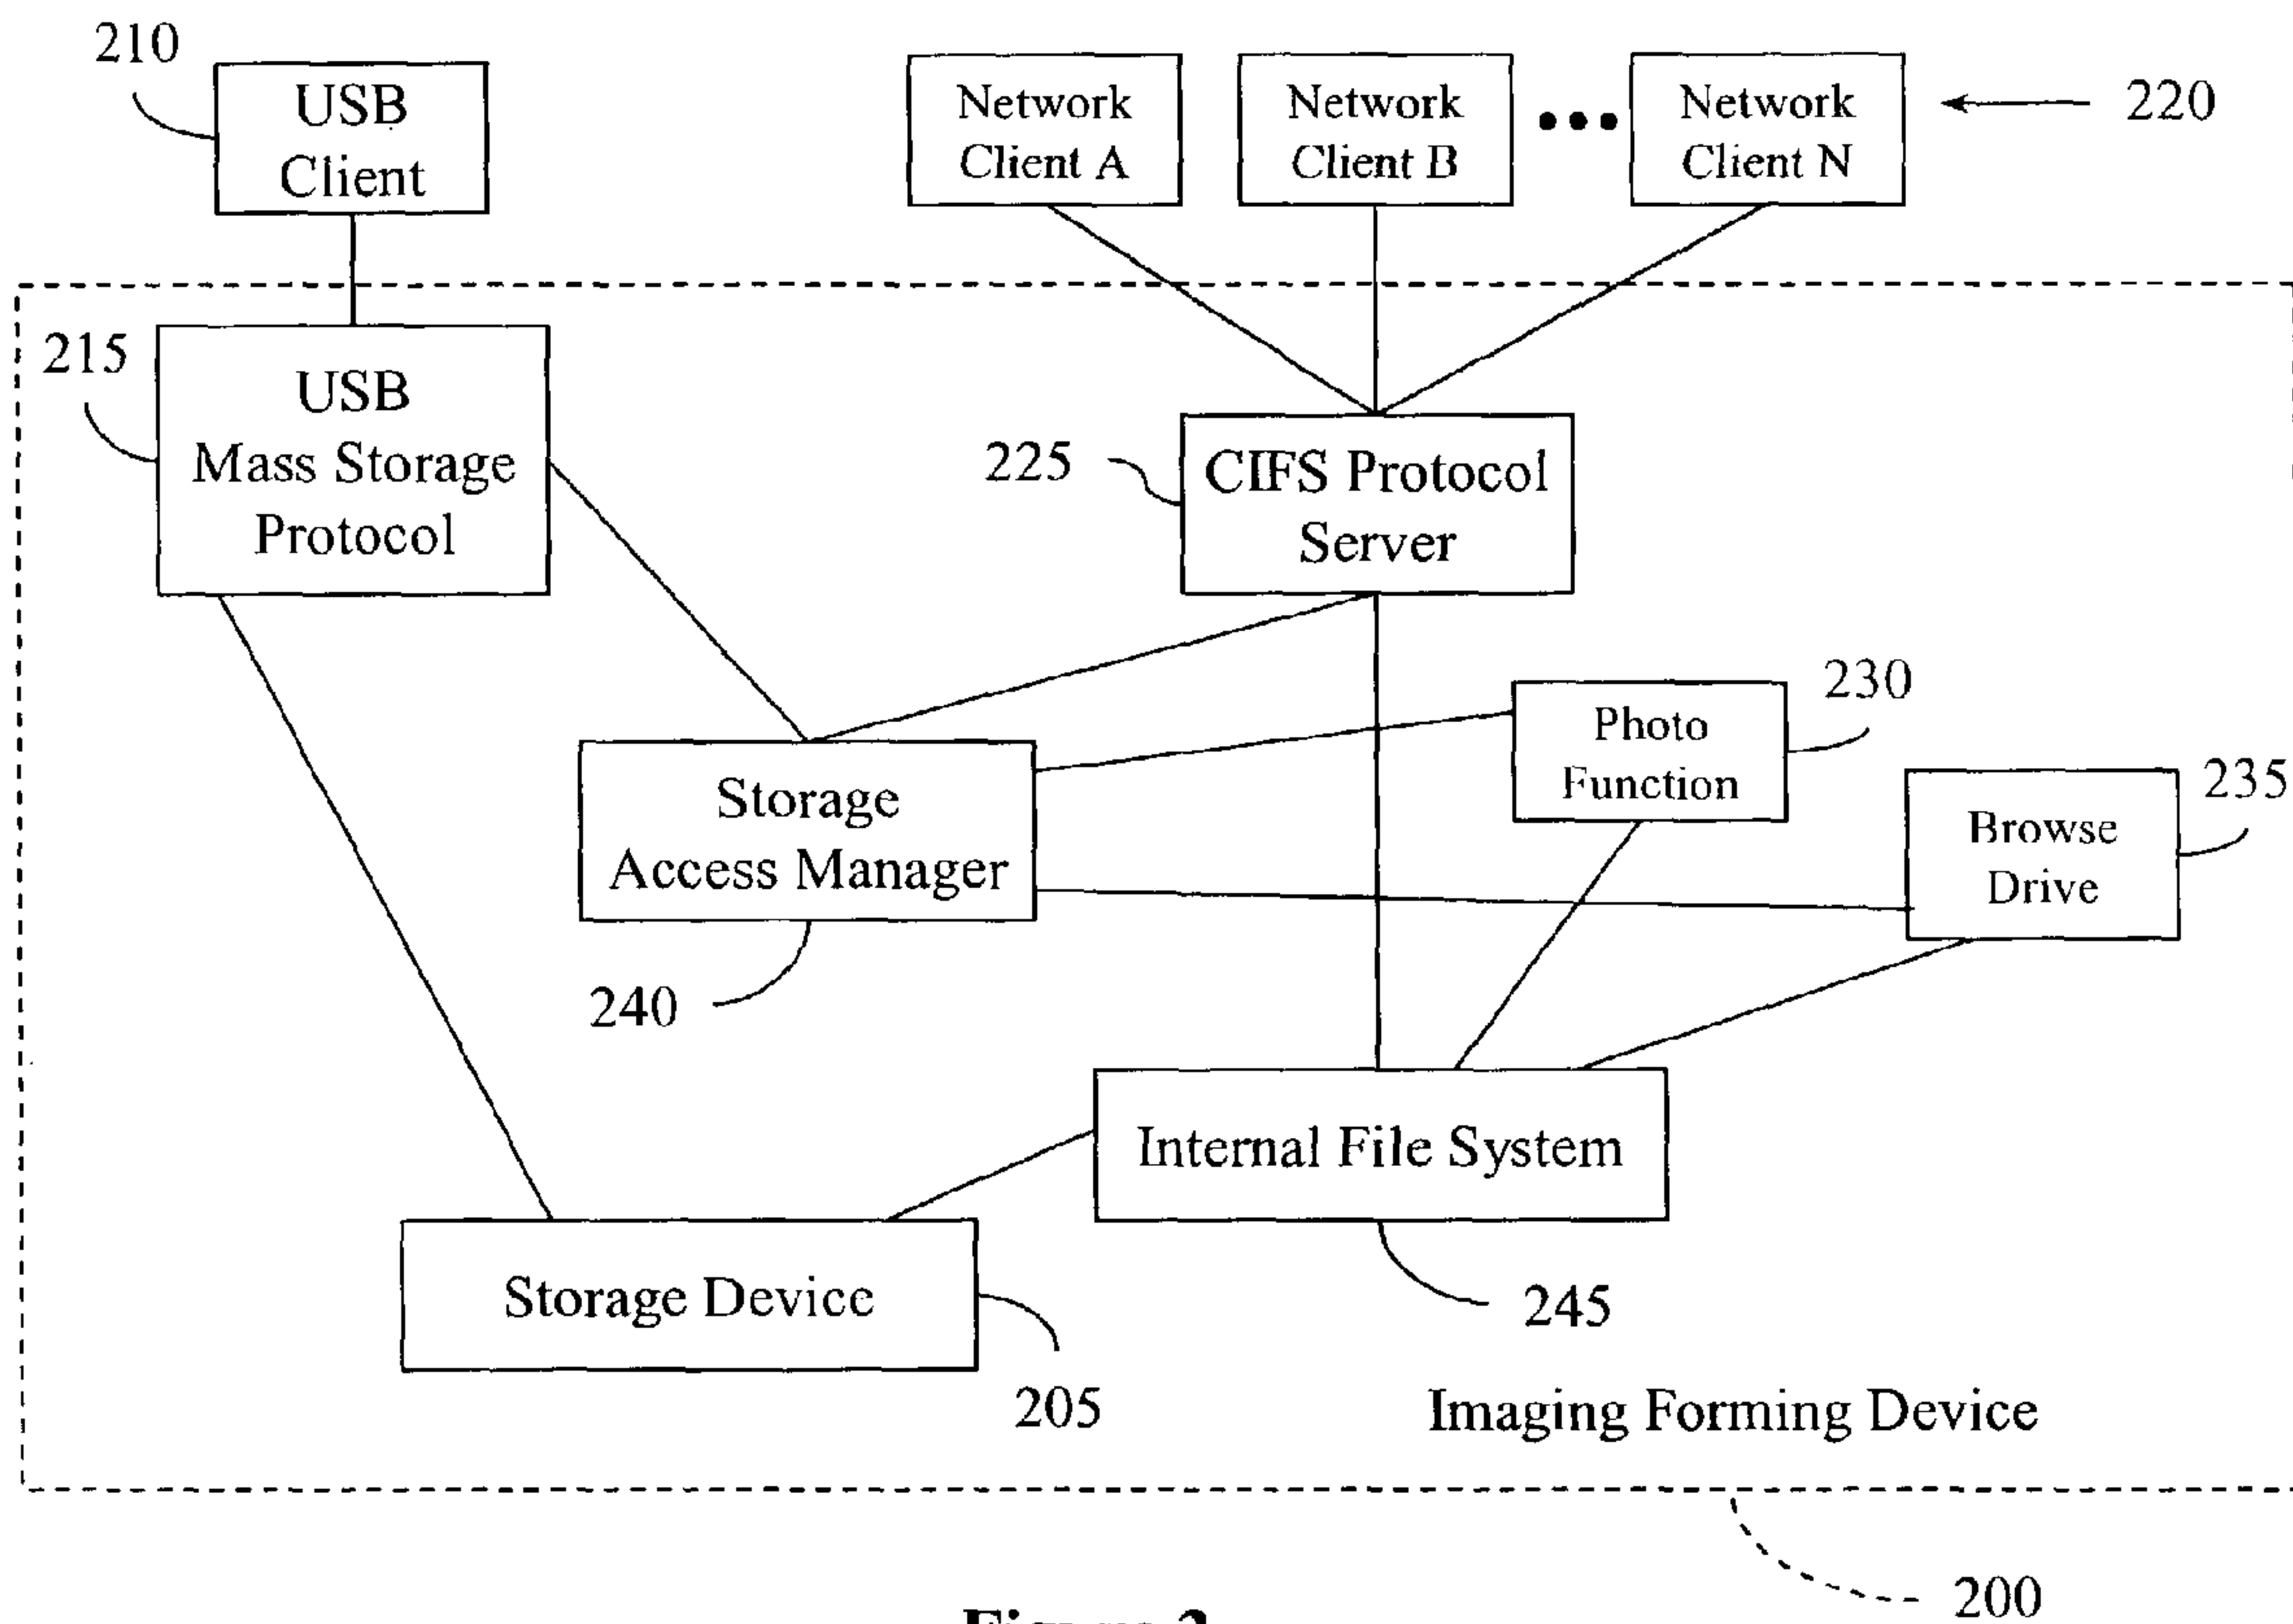 210
USB
Client
Network
Client A
Network
Client B
Network
Client N
220
215
USB
Mass Storage
Protocol
225
CIFS Protocol
Server
230
Photo
Function
235
Browse
Drive
Storage
Access Manager
240
Internal File System
245
Storage Device
205
Imaging Forming Device
200